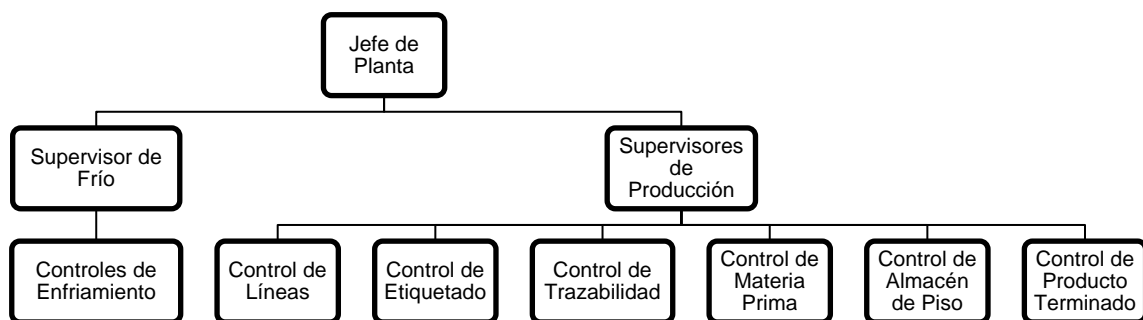 Jefe de
Planta
Supervisor de
Frío
Supervisores
de
Producción
Controles de
Enfriamiento
Control de
Líneas
Control de
Etiquetado
Control de
Trazabilidad
Control de
Materia
Prima
Control de
Almacén
de Piso
Control de
Producto
Terminado